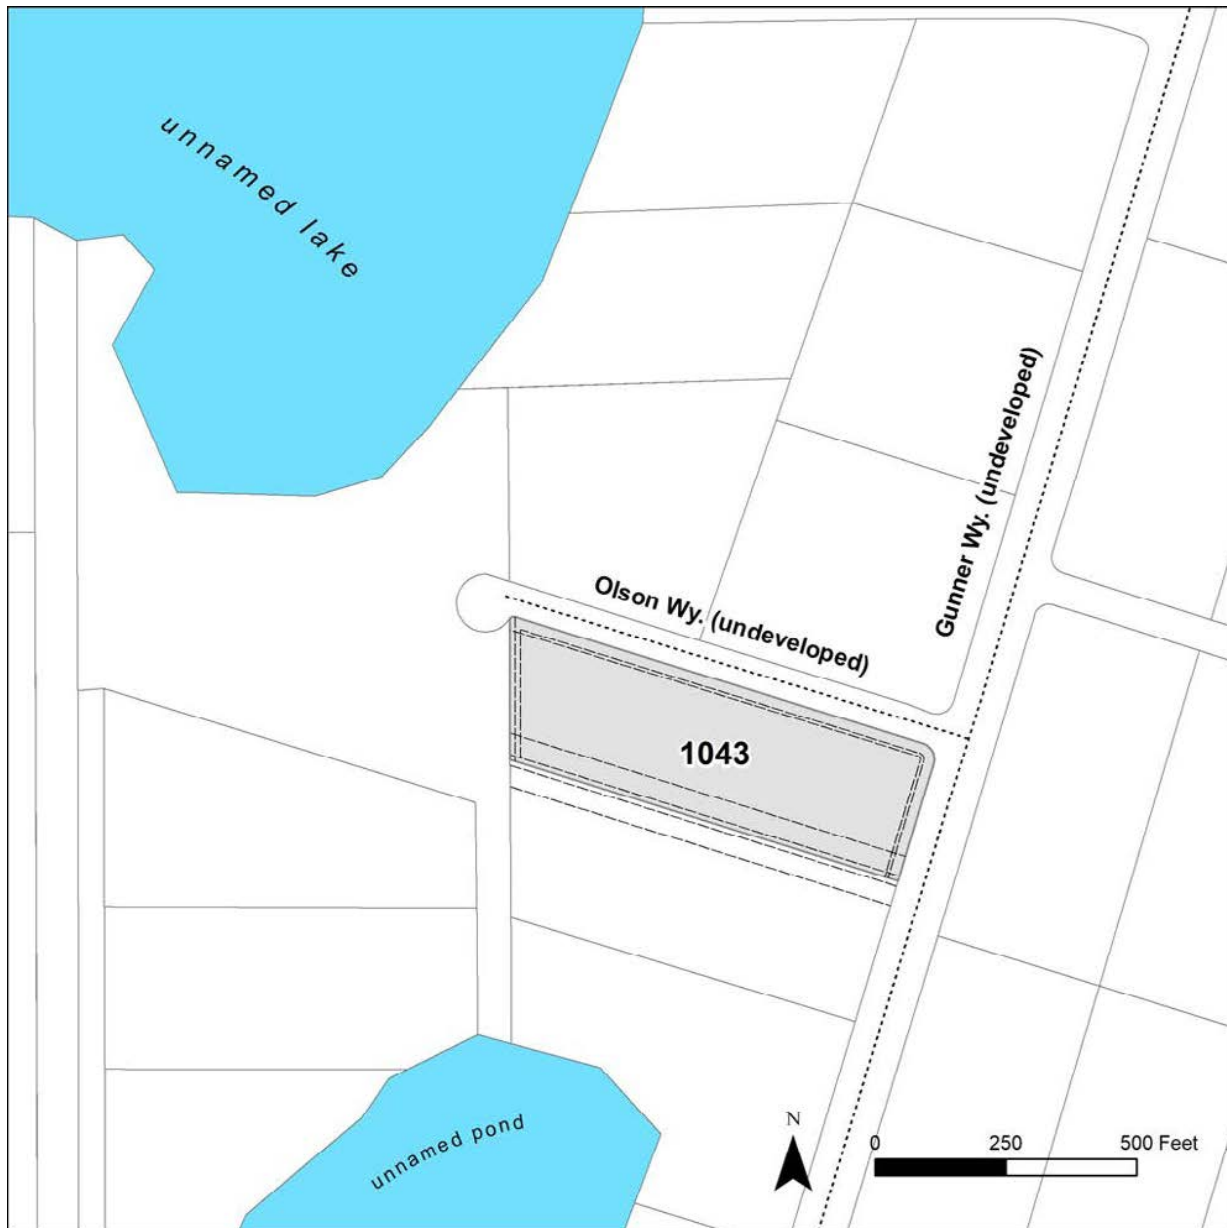 unnamed lake
Gunner Wy. (undeveloped)
Olson Wy. (undeveloped)
1043
unnamed pond
N
0 250 500 Feet